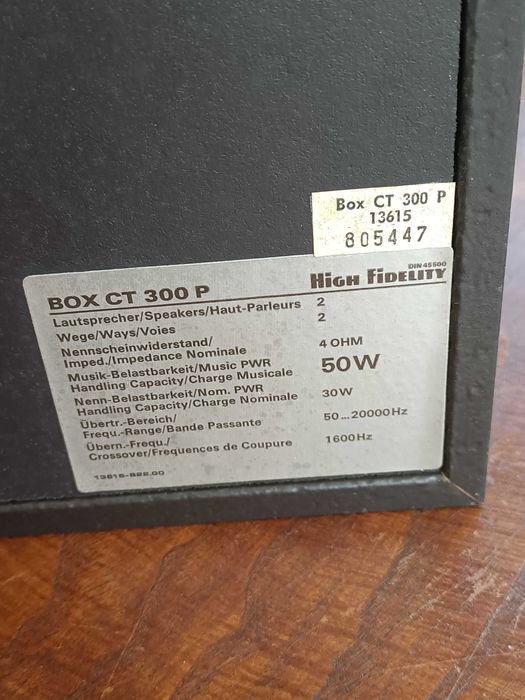 Box CT 300 P
13615
805447
DIN 45500
BOX CT 300 P High Fidelity
Lautsprecher/Speakers/Haut-Parleurs 2
Wege/Ways/Voies 2
Nennscheinwiderstand/
Imped./Impedance Nominale 4 OHM
Musik-Belastbarkeit/Music PWR
Handling Capacity/Charge Musicale 50W
Nenn-Belastbarkeit/Nom. PWR
Handling Capacity/Charge Nominale 30W
Übertr.-Bereich/
Frequ.-Range/Bande Passante 50...20000Hz
Übern.-Frequ./
Crossover/Frequences de Coupure 1600Hz